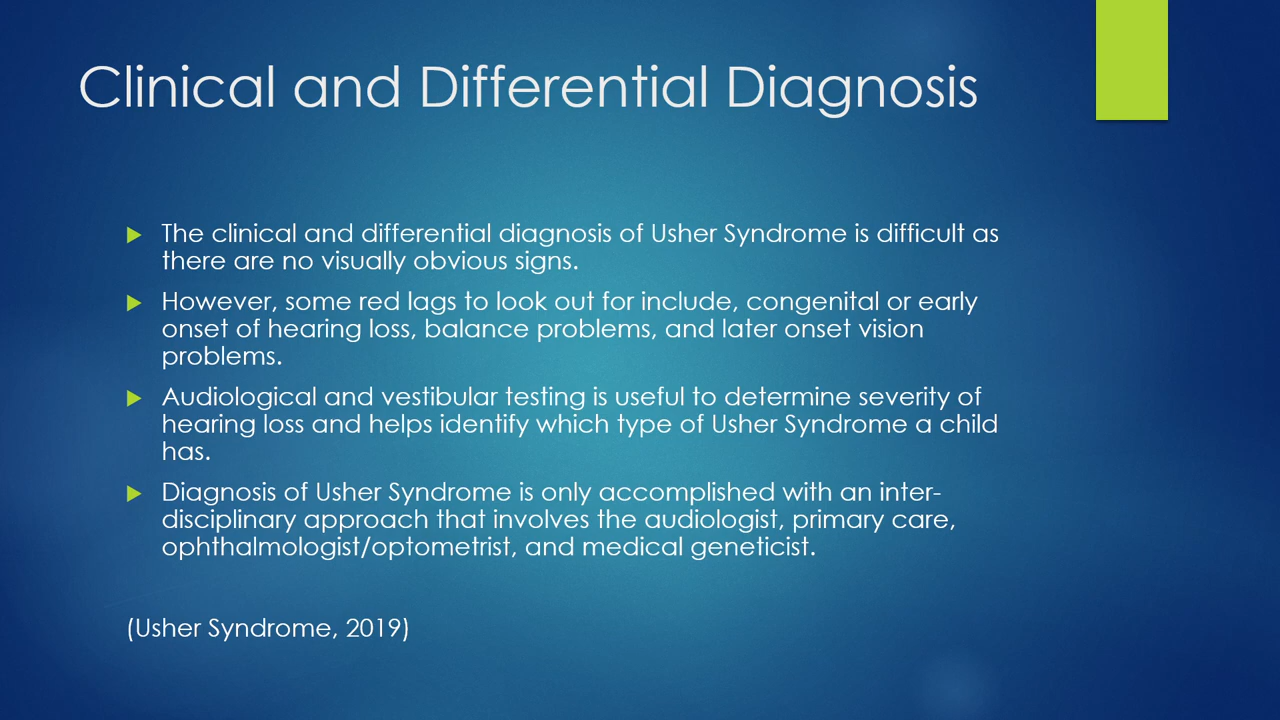 Clinical and Differential Diagnosis
The clinical and differential diagnosis of Usher Syndrome is difficult as
there are no visually obvious signs.
However, some red lags to look out for include, congenital or early
onset of hearing loss, balance problems, and later onset vision
problems.
Audiological and vestibular testing is useful to determine severity of
hearing loss and helps identify which type of Usher Syndrome a child
has.
Diagnosis of Usher Syndrome is only accomplished with an inter-
disciplinary approach that involves the audiologist, primary care,
ophthalmologist/optometrist, and medical geneticist.
(Usher Syndrome, 2019)